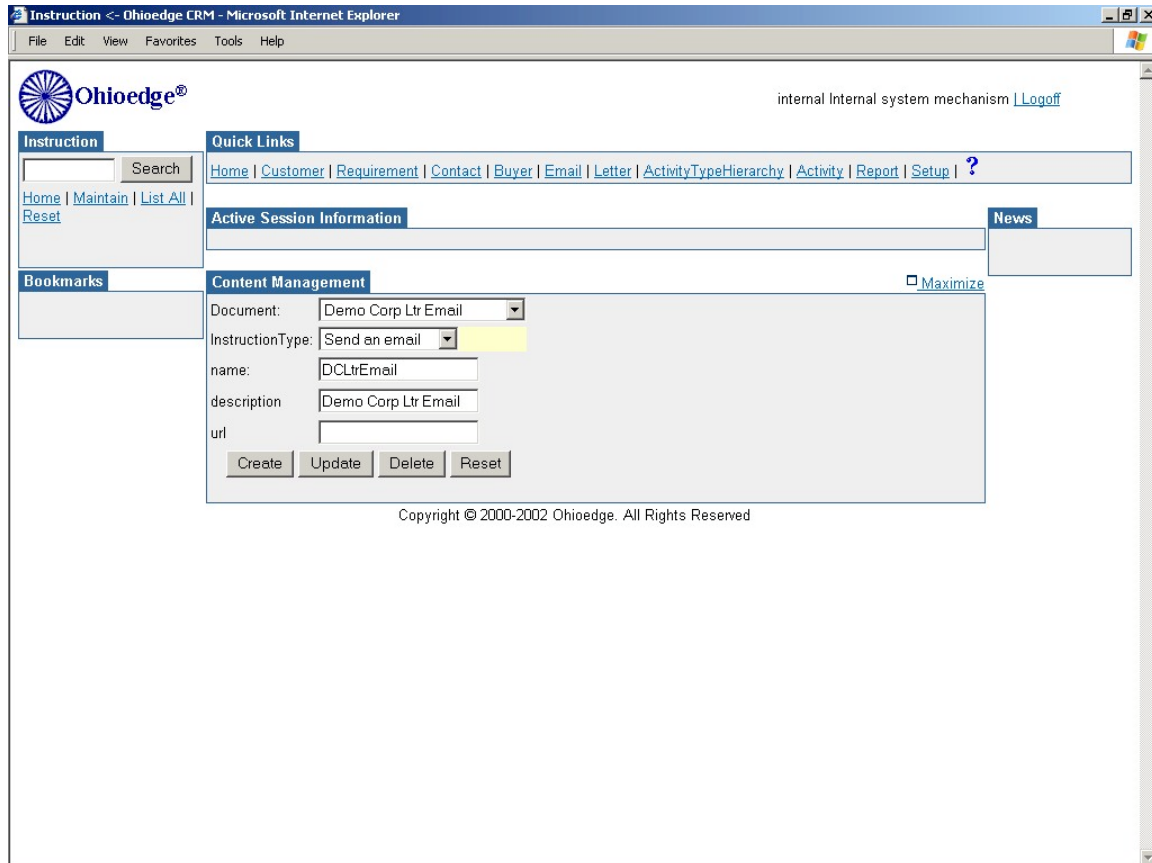 Instruction <- Ohioedge CRM - Microsoft Internet Explorer
File Edit View Favorites Tools Help
Ohioedge®
internal Internal system mechanism | Logoff
Instruction
Search
Home | Maintain | List All |
Reset
Quick Links
Home | Customer | Requirement | Contact | Buyer | Email | Letter | ActivityTypeHierarchy | Activity | Report | Setup | ?
Active Session Information
News
Bookmarks
Content Management
Maximize
Document: Demo Corp Ltr Email
InstructionType: Send an email
name: DCLtrEmail
description Demo Corp Ltr Email
url
Create Update Delete Reset
Copyright © 2000-2002 Ohioedge. All Rights Reserved